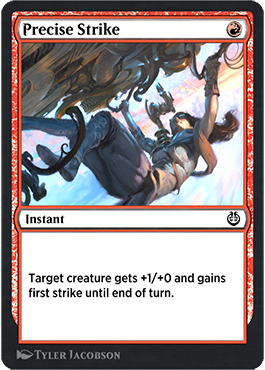 Precise Strike
Instant
Target creature gets +1/+0 and gains
first strike until end of turn.
Tyler Jacobson